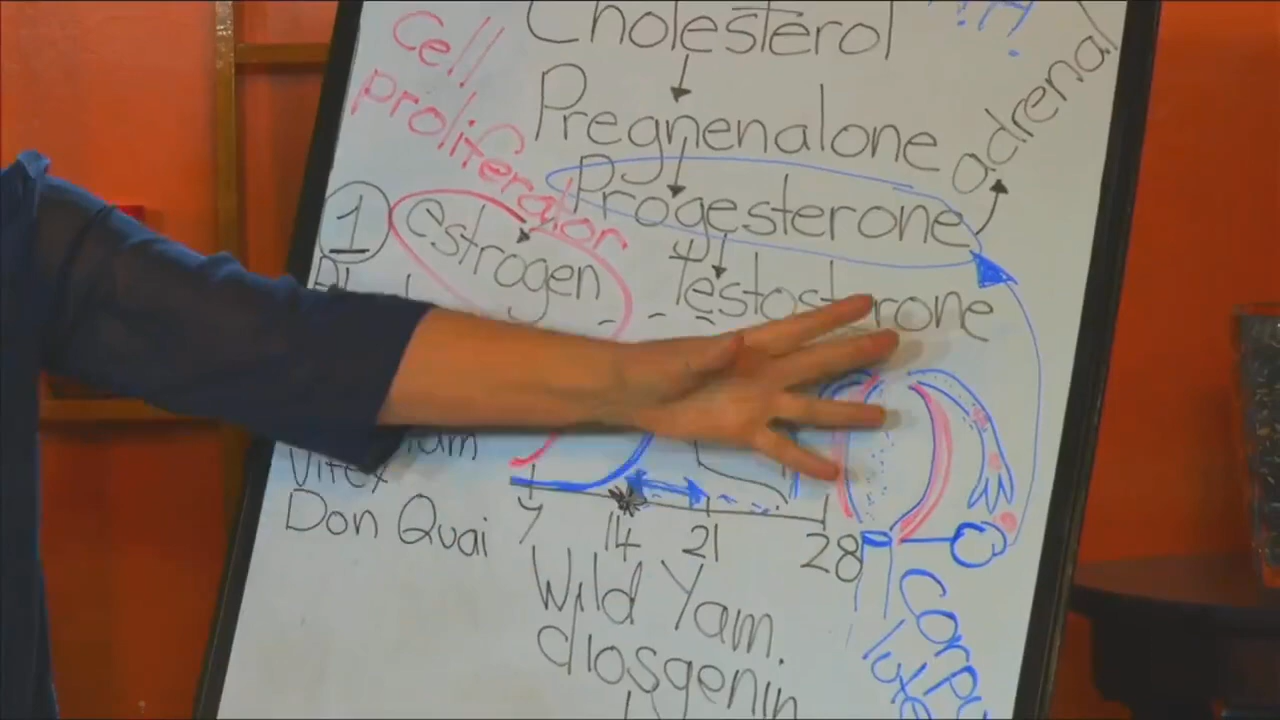 Cholesterol
Cell
proliferator
Pregnenalone
adrenal
Progesterone
1
estrogen
Testosterone
Vitex
Don Quai
7
14
21
28
Wild Yam.
diosgenin
Corpu
lute